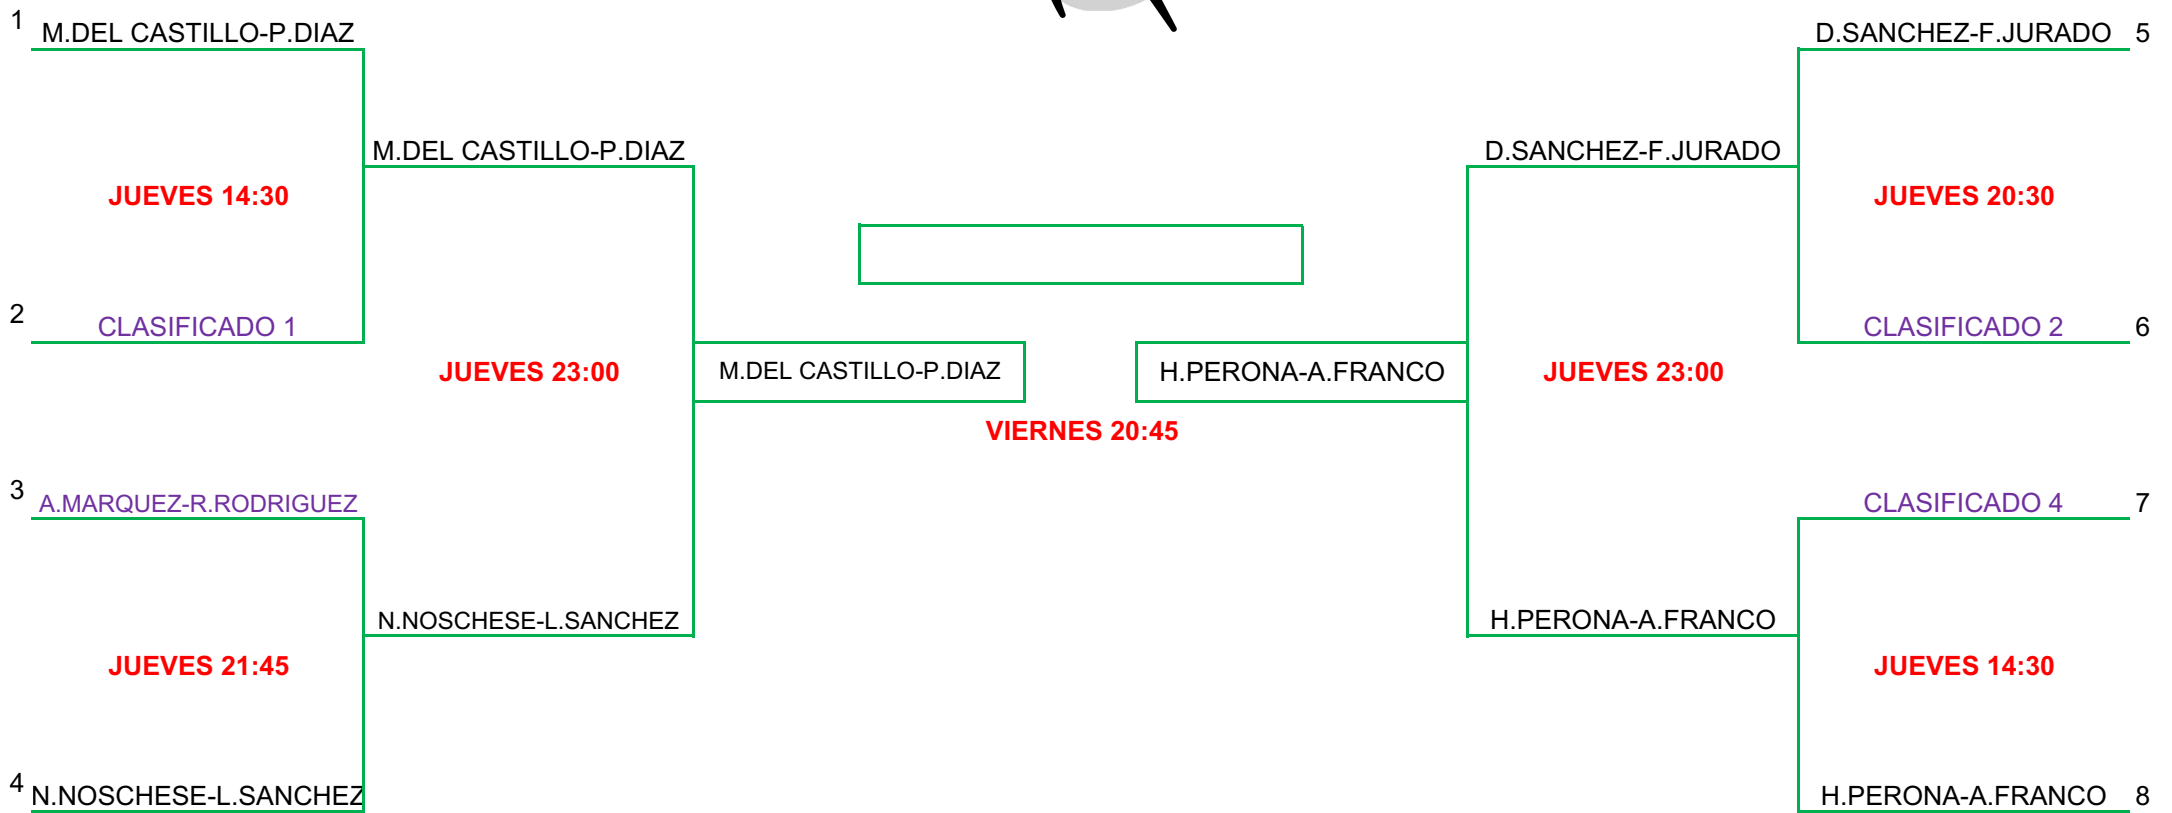 1
M.DEL CASTILLO-P.DIAZ
D.SANCHEZ-F.JURADO
5
M.DEL CASTILLO-P.DIAZ
D.SANCHEZ-F.JURADO
JUEVES 14:30
JUEVES 20:30
2
CLASIFICADO 1
CLASIFICADO 2
6
JUEVES 23:00
M.DEL CASTILLO-P.DIAZ
H.PERONA-A.FRANCO
JUEVES 23:00
VIERNES 20:45
3
A.MARQUEZ-R.RODRIGUEZ
CLASIFICADO 4
7
N.NOSCHESE-L.SANCHEZ
H.PERONA-A.FRANCO
JUEVES 21:45
JUEVES 14:30
4
N.NOSCHESE-L.SANCHEZ
H.PERONA-A.FRANCO
8